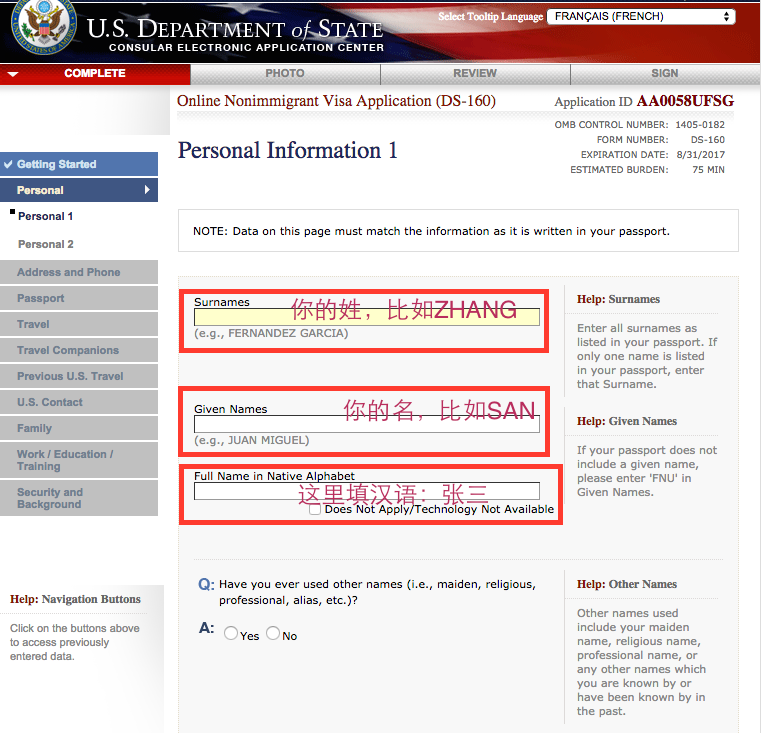 U.S. DEPARTMENT of STATE
CONSULAR ELECTRONIC APPLICATION CENTER
Select Tooltip Language FRANÇAIS (FRENCH)
COMPLETE PHOTO REVIEW SIGN
Online Nonimmigrant Visa Application (DS-160)
Application ID AA0058UFSG
OMB CONTROL NUMBER: 1405-0182
FORM NUMBER: DS-160
EXPIRATION DATE: 8/31/2017
ESTIMATED BURDEN: 75 MIN
Personal Information 1
Getting Started
Personal
Personal 1
Personal 2
Address and Phone
Passport
Travel
Travel Companions
Previous U.S. Travel
U.S. Contact
Family
Work / Education /
Training
Security and
Background
Help: Navigation Buttons
Click on the buttons above
to access previously
entered data.
NOTE: Data on this page must match the information as it is written in your passport.
Surnames
你的姓，比如ZHANG
(e.g., FERNANDEZ GARCIA)
Given Names
你的名，比如SAN
(e.g., JUAN MIGUEL)
Full Name in Native Alphabet
这里填汉语：张三
Does Not Apply/Technology Not Available
Q: Have you ever used other names (i.e., maiden, religious,
professional, alias, etc.)?
A: Yes No
Help: Surnames
Enter all surnames as
listed in your passport. If
only one name is listed
in your passport, enter
that Surname.
Help: Given Names
If your passport does not
include a given name,
please enter 'FNU' in
Given Names.
Help: Other Names
Other names used
include your maiden
name, religious name,
professional name, or
any other names which
you are known by or
have been known by in
the past.